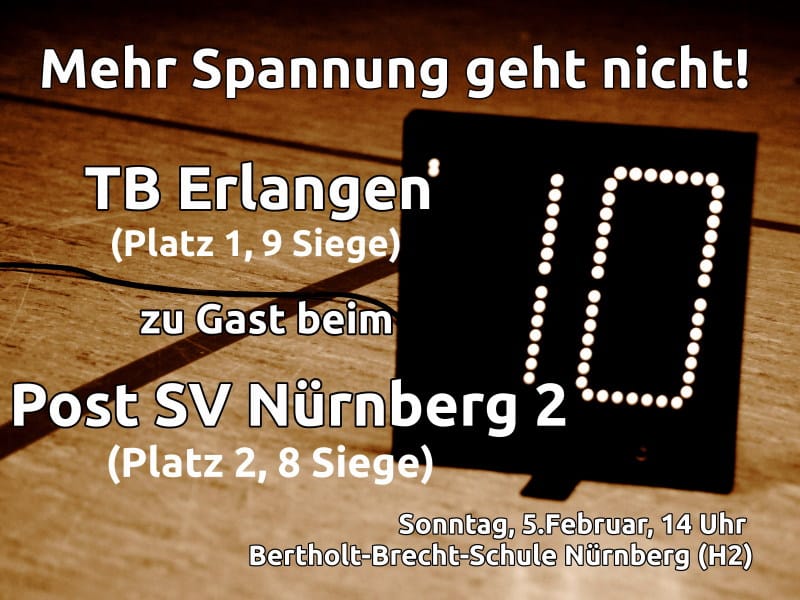 Mehr Spannung geht nicht!
TB Erlangen
(Platz 1, 9 Siege)
zu Gast beim
Post SV Nürnberg 2
(Platz 2, 8 Siege)
10
Sonntag, 5.Februar, 14 Uhr
Bertholt-Brecht-Schule Nürnberg (H2)